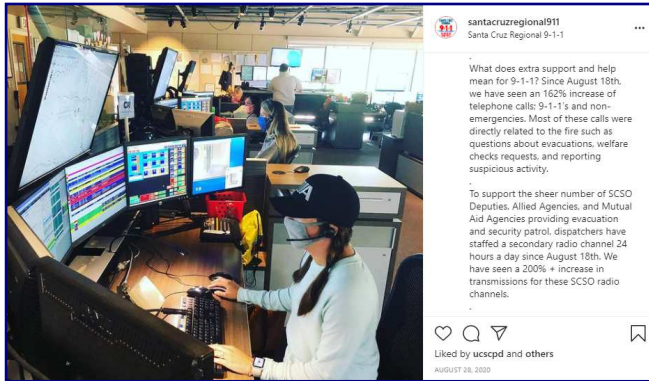 santacruzregional911
Santa Cruz Regional 9-1-1
.
What does extra support and help
mean for 9-1-1? Since August 18th,
we have seen an 162% increase of
telephone calls; 9-1-1's and non-
emergencies. Most of these calls were
directly related to the fire such as
questions about evacuations, welfare
checks requests, and reporting
suspicious activity.
.
To support the sheer number of SCSO
Deputies, Allied Agencies, and Mutual
Aid Agencies providing evacuation
and security patrol, dispatchers have
staffed a secondary radio channel 24
hours a day since August 18th. We
have seen a 200% + increase in
transmissions for these SCSO radio
channels.
.
Liked by ucscpd and others
AUGUST 28, 2020